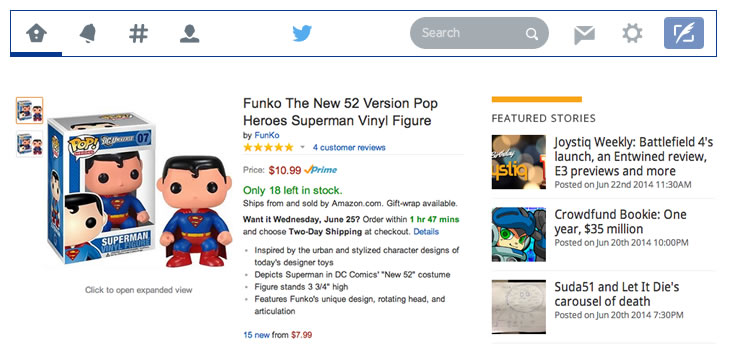 #
Search
Funko The New 52 Version Pop
Heroes Superman Vinyl Figure
by FunKo
4 customer reviews
Price: $10.99 Prime
Only 18 left in stock.
Ships from and sold by Amazon.com. Gift-wrap available.
Want it Wednesday, June 25? Order within 1 hr 47 mins
and choose Two-Day Shipping at checkout. Details
Inspired by the urban and stylized character designs of
today's designer toys
Depicts Superman in DC Comics' "New 52" costume
Figure stands 3 3/4" high
Features Funko's unique design, rotating head, and
articulation
15 new from $7.99
POP!
07
SUPERMAN
VINYL FIGURE
Click to open expanded view
FEATURED STORIES
Joystiq Weekly: Battlefield 4's
launch, an Entwined review,
E3 previews and more
Posted on Jun 22nd 2014 11:30AM
Crowdfund Bookie: One
year, $35 million
Posted on Jun 20th 2014 10:00PM
Suda51 and Let It Die's
carousel of death
Posted on Jun 20th 2014 7:30PM